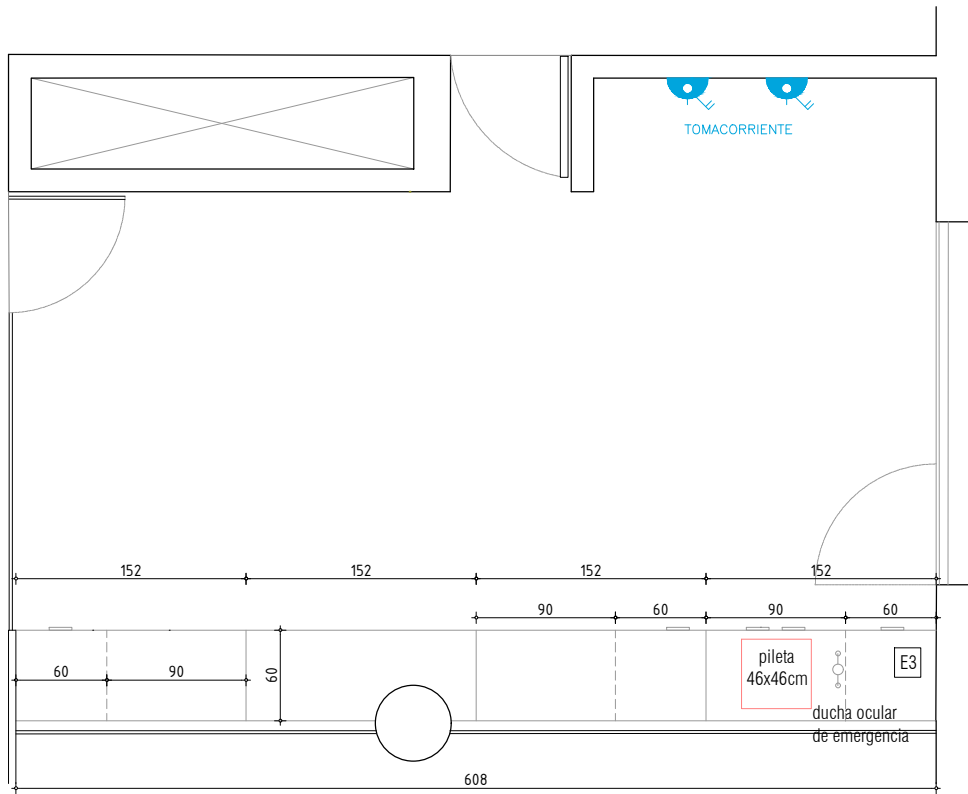 TOMACORRIENTE
152 152 152 152
90 60 90 60
60 90 60
pileta
46x46cm
E3
ducha ocular
de emergencia
608